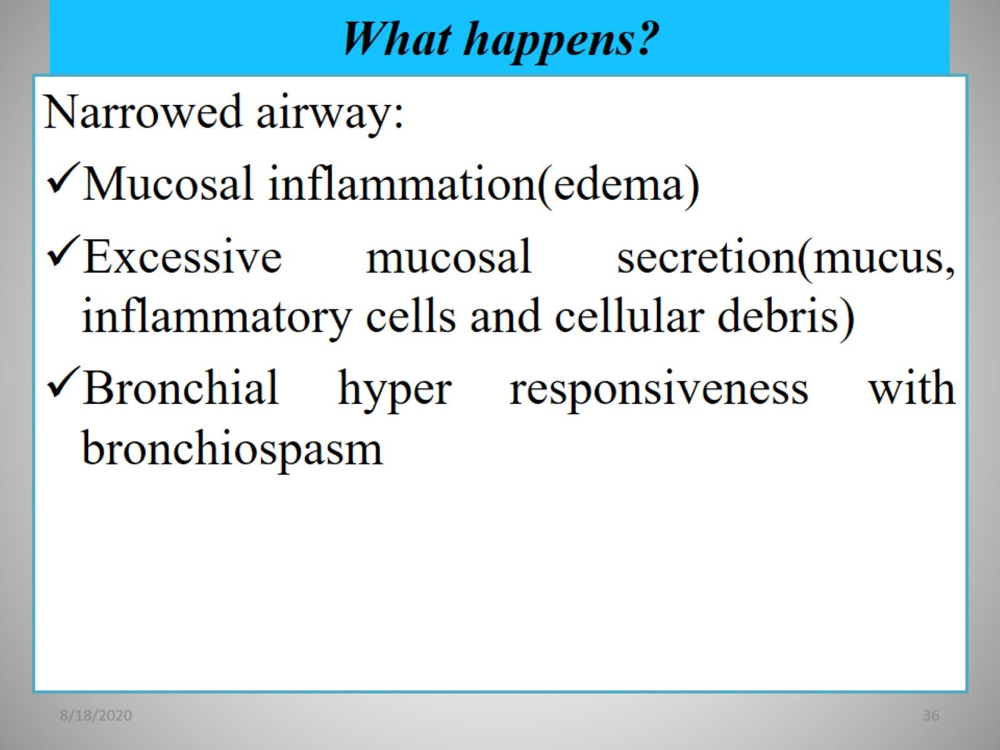 What happens?
Narrowed airway:
✓Mucosal inflammation(edema)
✓Excessive mucosal secretion(mucus,
inflammatory cells and cellular debris)
✓Bronchial hyper responsiveness with
bronchiospasm
8/18/2020
36